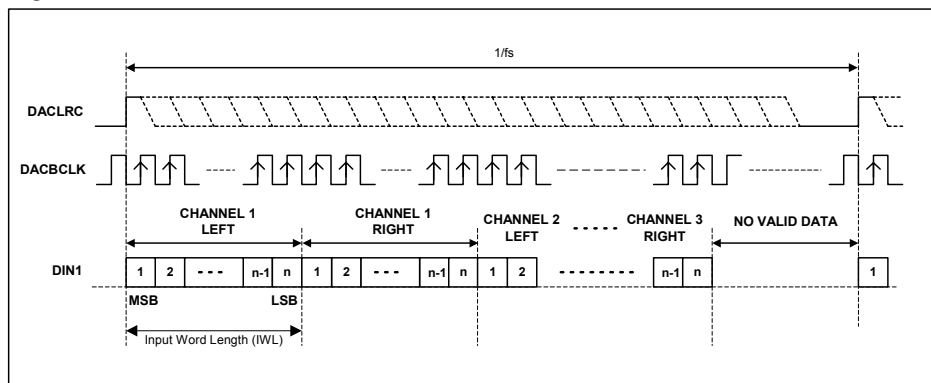 1/fs
DACLRC
DACBCLK
CHANNEL 1
LEFT
CHANNEL 1
RIGHT
CHANNEL 2
LEFT
CHANNEL 3
RIGHT
NO VALID DATA
DIN1
1 2 n-1 n 1 2 n-1 n 1 2 n-1 n 1
MSB LSB
Input Word Length (IWL)